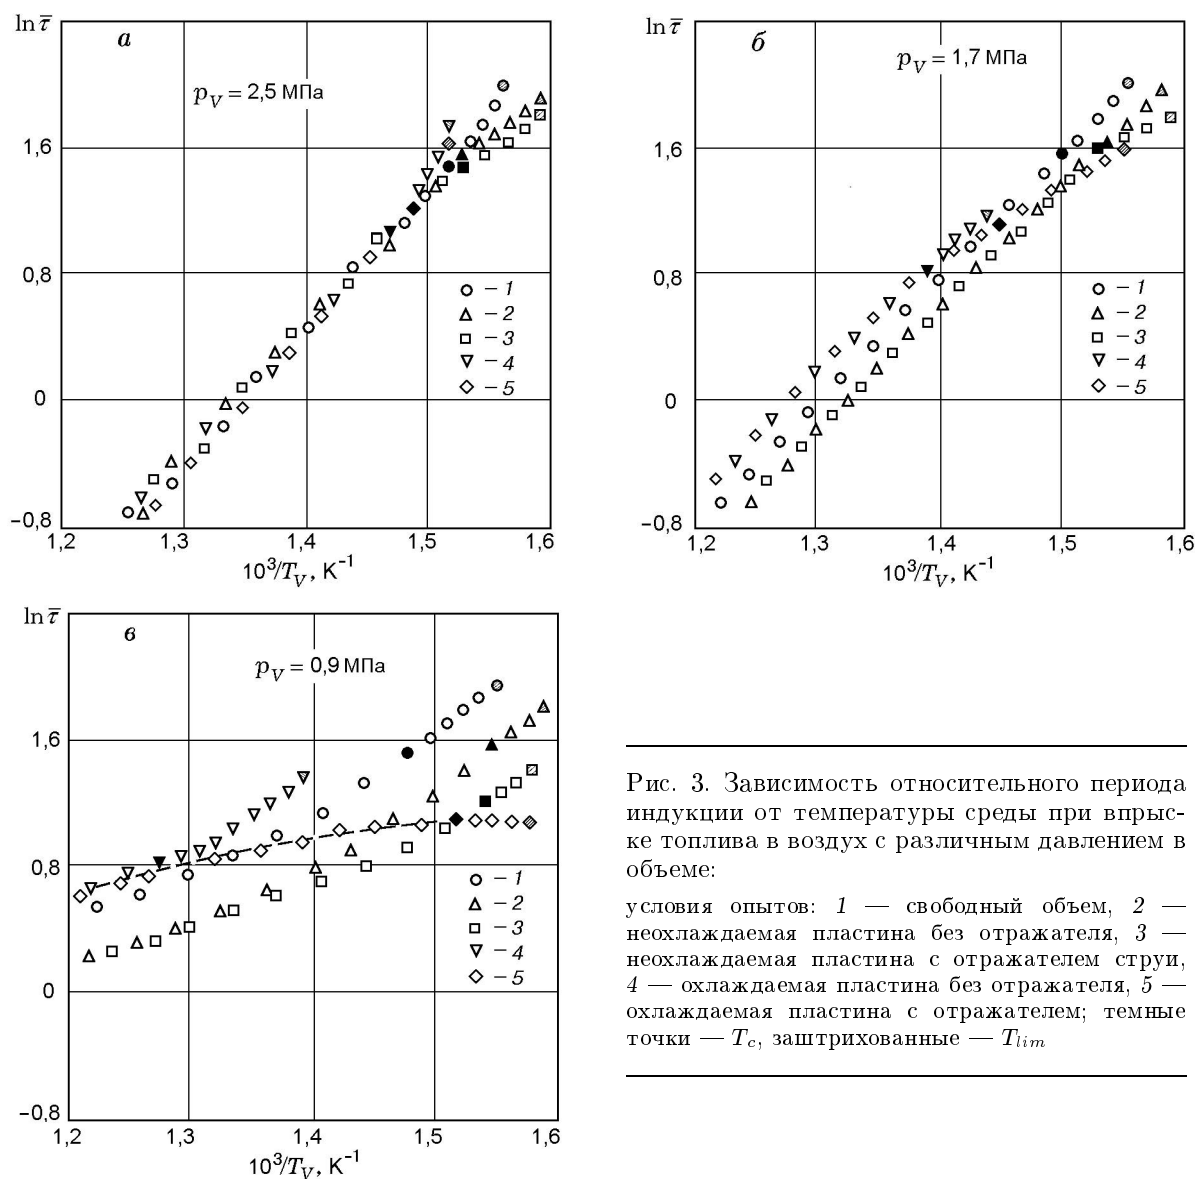 ln τ̅
а
p_V = 2,5 МПа
1,6
0,8
0
−0,8
– 1
– 2
– 3
– 4
– 5
1,2 1,3 1,4 1,5 1,6
10³/T_V, K⁻¹
ln τ̅
б
p_V = 1,7 МПа
1,6
0,8
0
−0,8
– 1
– 2
– 3
– 4
– 5
1,2 1,3 1,4 1,5 1,6
10³/T_V, K⁻¹
ln τ̅
в
p_V = 0,9 МПа
1,6
0,8
0
−0,8
– 1
– 2
– 3
– 4
– 5
1,2 1,3 1,4 1,5 1,6
10³/T_V, K⁻¹
Рис. 3. Зависимость относительного периода
индукции от температуры среды при впрыс-
ке топлива в воздух с различным давлением в
объеме:
условия опытов: 1 — свободный объем, 2 —
неохлаждаемая пластина без отражателя, 3 —
неохлаждаемая пластина с отражателем струи,
4 — охлаждаемая пластина без отражателя, 5 —
охлаждаемая пластина с отражателем; темные
точки — T_c, заштрихованные — T_lim